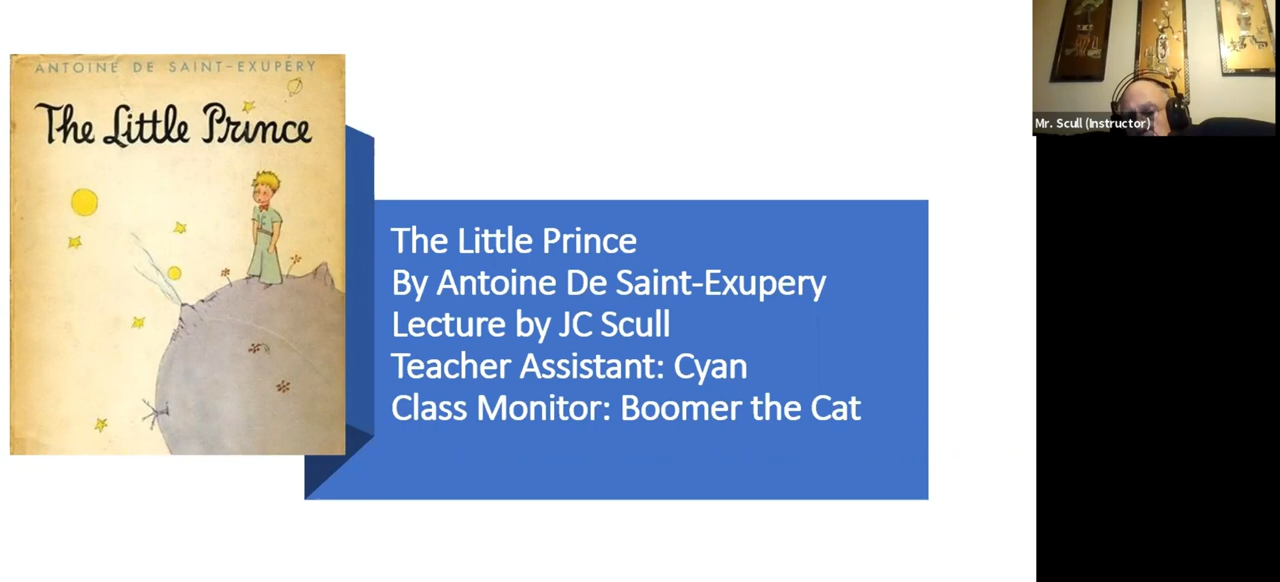 ANTOINE DE SAINT-EXUPÉRY
The Little Prince
The Little Prince
By Antoine De Saint-Exupery
Lecture by JC Scull
Teacher Assistant: Cyan
Class Monitor: Boomer the Cat
Mr. Scull (Instructor)